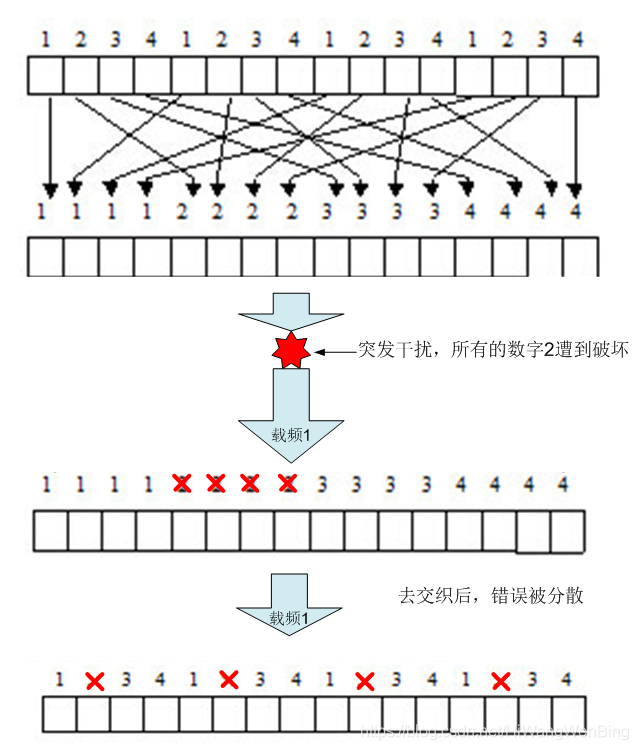 1 2 3 4 1 2 3 4 1 2 3 4 1 2 3 4
1 1 1 1 2 2 2 2 3 3 3 3 4 4 4 4
突发干扰，所有的数字2遭到破坏
载频1
1 1 1 1 3 3 3 3 4 4 4 4
去交织后，错误被分散
载频1
1 3 4 1 3 4 1 3 4 1 3 4